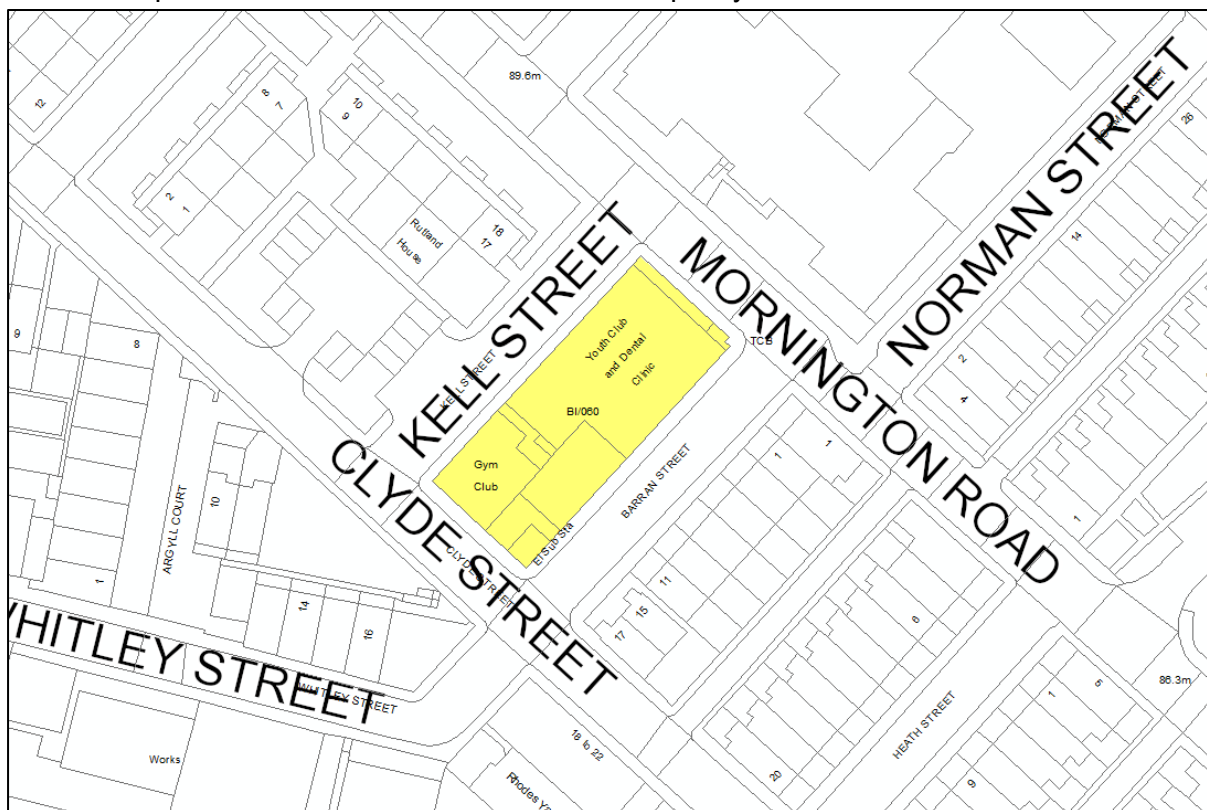 89.6m
12
8
7
10
9
2
1
Rutland
House
18
17
KELL STREET
KELL STREET
MORNINGTON ROAD
NORMAN STREET
NORMAN STREET
26
14
2
4
TCB
Youth Club
and Dental
Clinic
BI/060
Gym
Club
El Sub Sta
BARRAN STREET
1
1
11
15
17
1
9
8
10
ARGYLL COURT
1
CLYDE STREET
CLYDE STREET
14
16
WHITLEY STREET
WHITLEY STREET
Works
18 to 22
20
HEATH STREET
1
5
9
86.3m